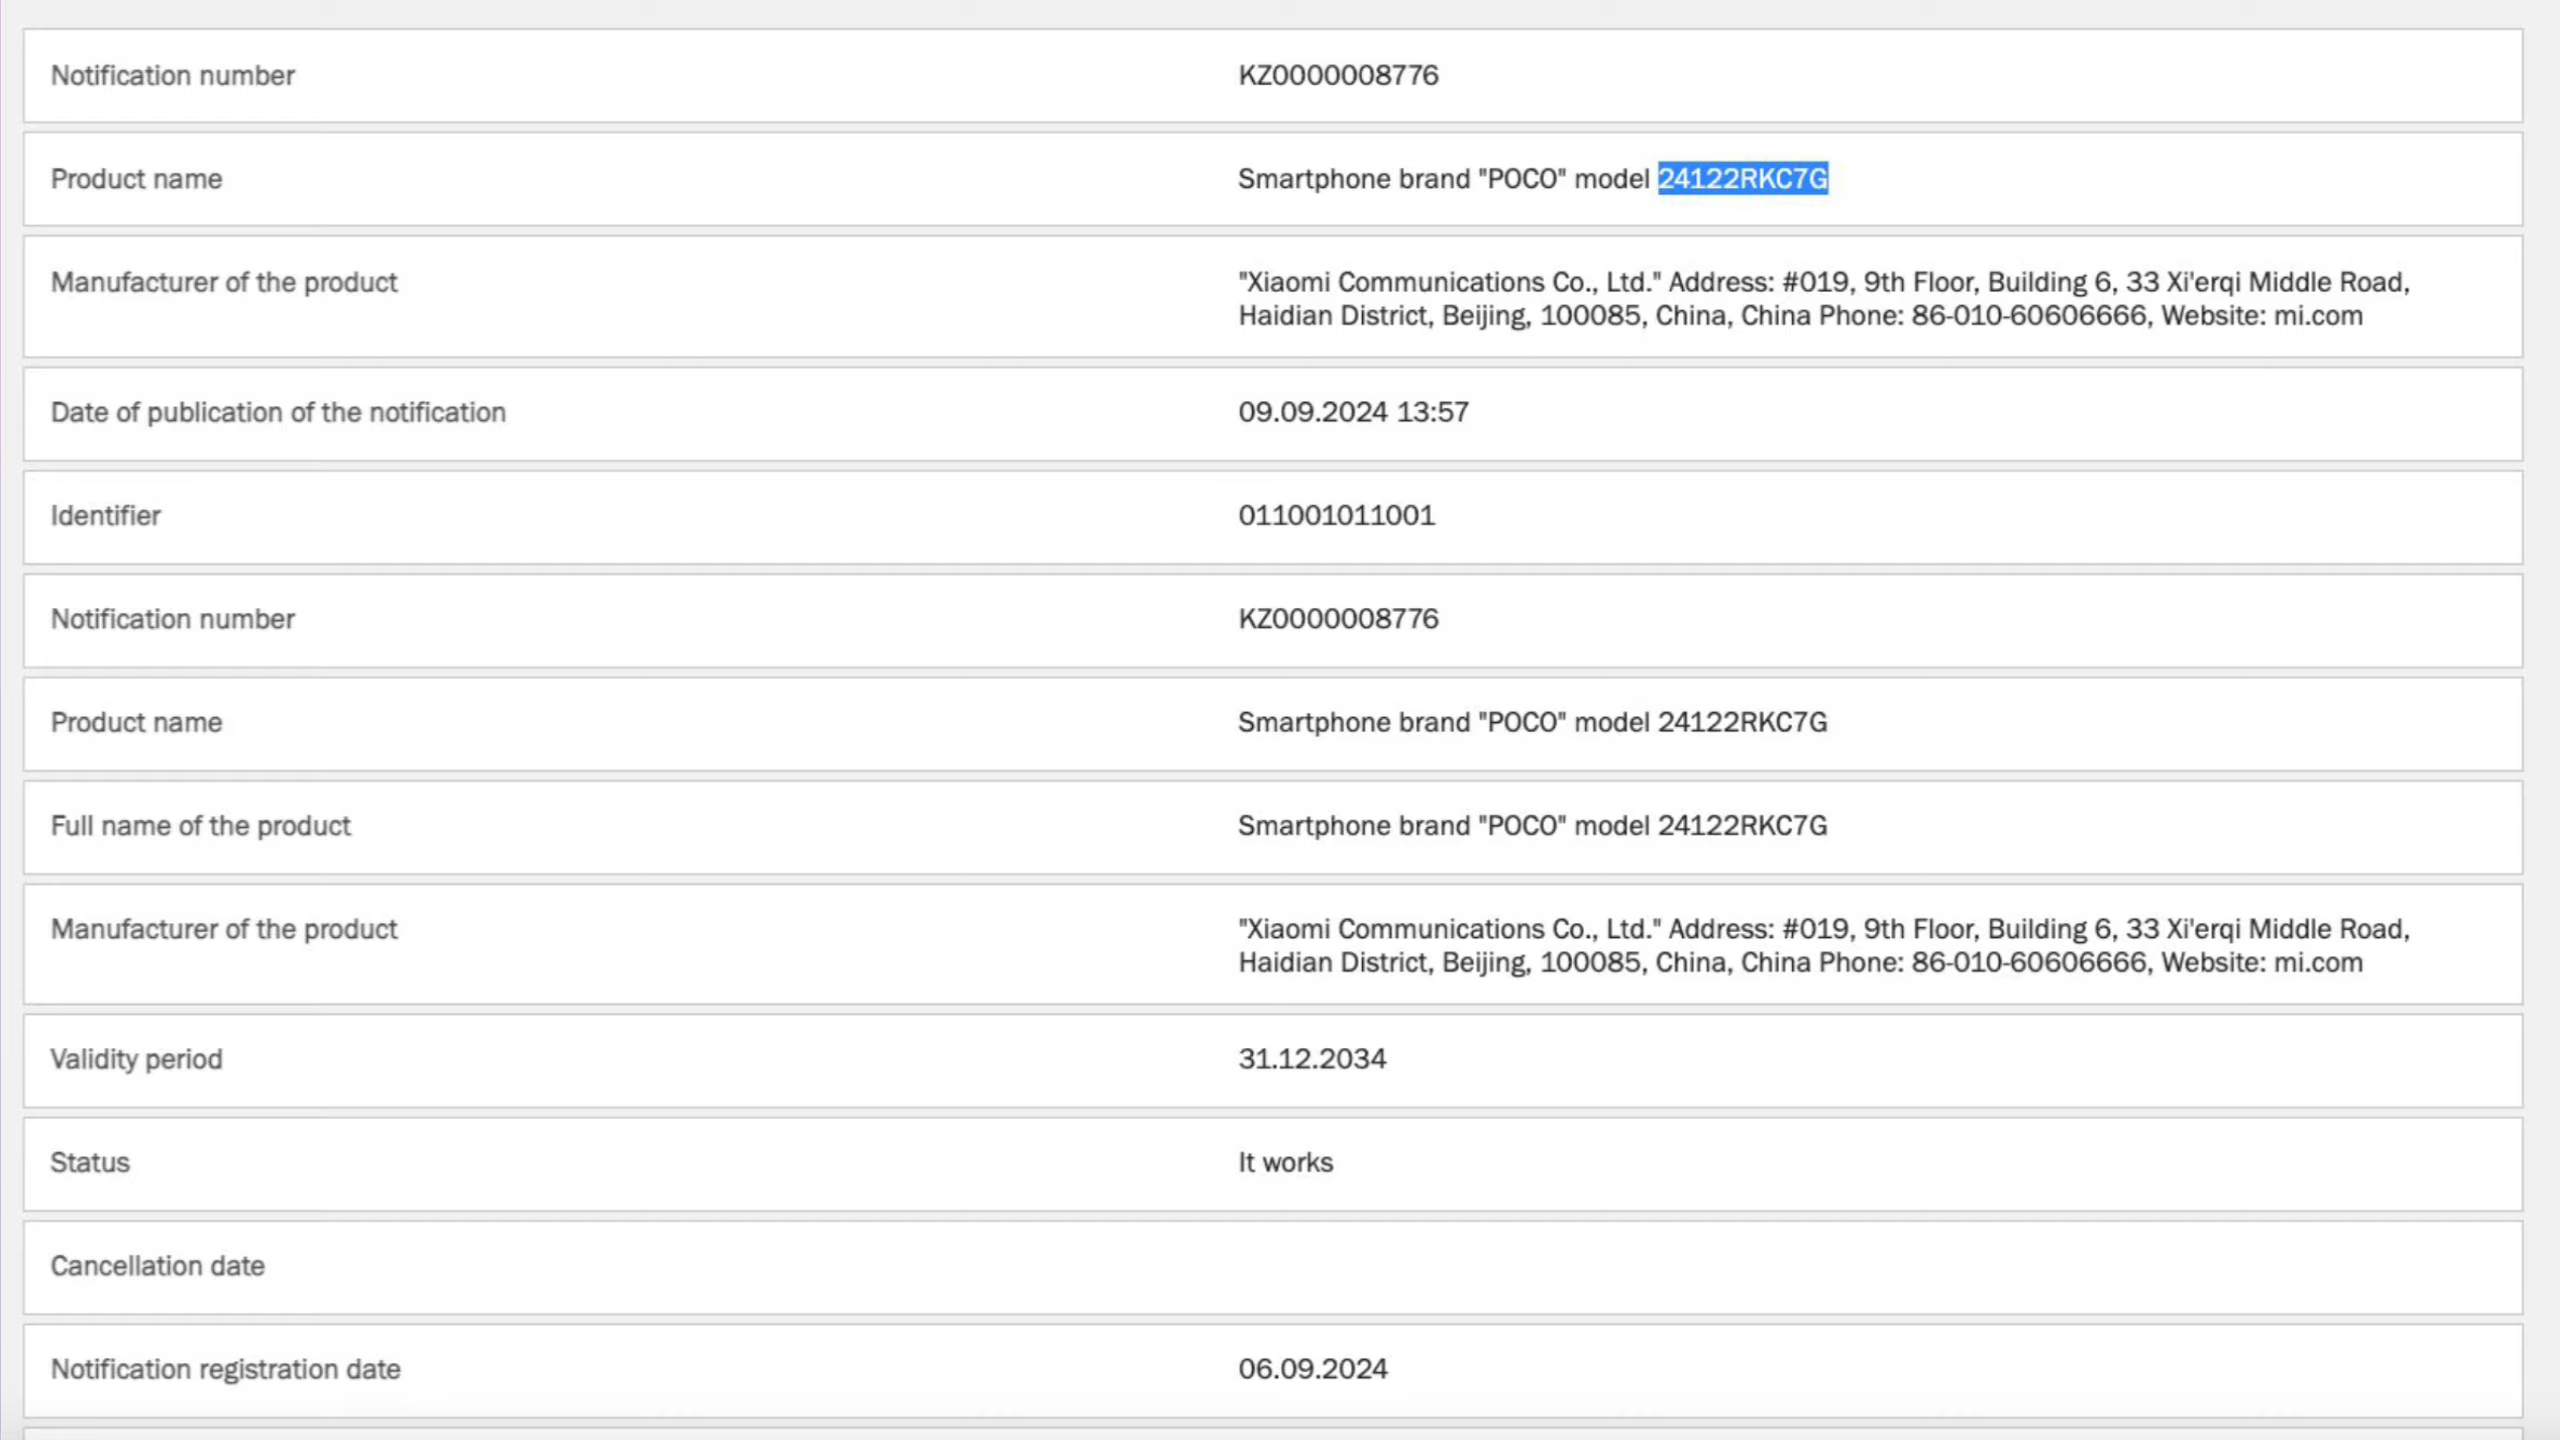 Notification number KZ0000008776
Product name Smartphone brand "POCO" model 24122RKC7G
Manufacturer of the product "Xiaomi Communications Co., Ltd." Address: #019, 9th Floor, Building 6, 33 Xi'erqi Middle Road,
Haidian District, Beijing, 100085, China, China Phone: 86-010-60606666, Website: mi.com
Date of publication of the notification 09.09.2024 13:57
Identifier 011001011001
Notification number KZ0000008776
Product name Smartphone brand "POCO" model 24122RKC7G
Full name of the product Smartphone brand "POCO" model 24122RKC7G
Manufacturer of the product "Xiaomi Communications Co., Ltd." Address: #019, 9th Floor, Building 6, 33 Xi'erqi Middle Road,
Haidian District, Beijing, 100085, China, China Phone: 86-010-60606666, Website: mi.com
Validity period 31.12.2034
Status It works
Cancellation date
Notification registration date 06.09.2024